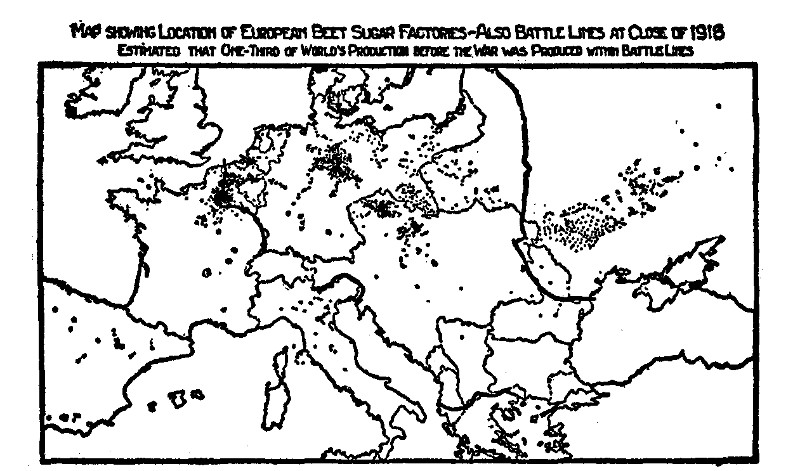 MAP SHOWING LOCATION OF EUROPEAN BEET SUGAR FACTORIES-ALSO BATTLE LINES AT CLOSE OF 1918
ESTIMATED THAT ONE-THIRD OF WORLD'S PRODUCTION BEFORE THE WAR WAS PRODUCED WITHIN BATTLE LINES